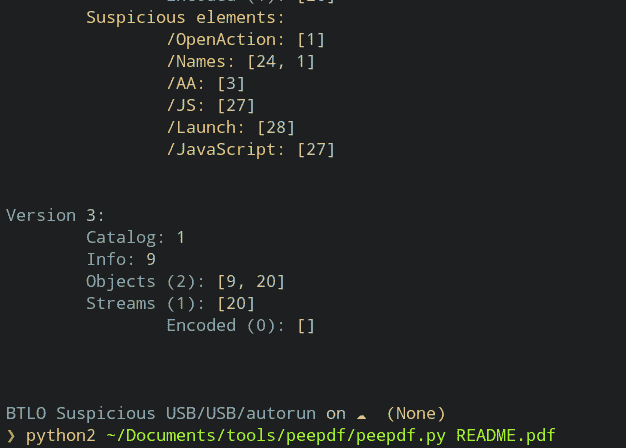 Encoded (1): [26]
Suspicious elements:
/OpenAction: [1]
/Names: [24, 1]
/AA: [3]
/JS: [27]
/Launch: [28]
/JavaScript: [27]
Version 3:
Catalog: 1
Info: 9
Objects (2): [9, 20]
Streams (1): [20]
Encoded (0): []
BTLO Suspicious USB/USB/autorun on ☁ (None)
❯ python2 ~/Documents/tools/peepdf/peepdf.py README.pdf